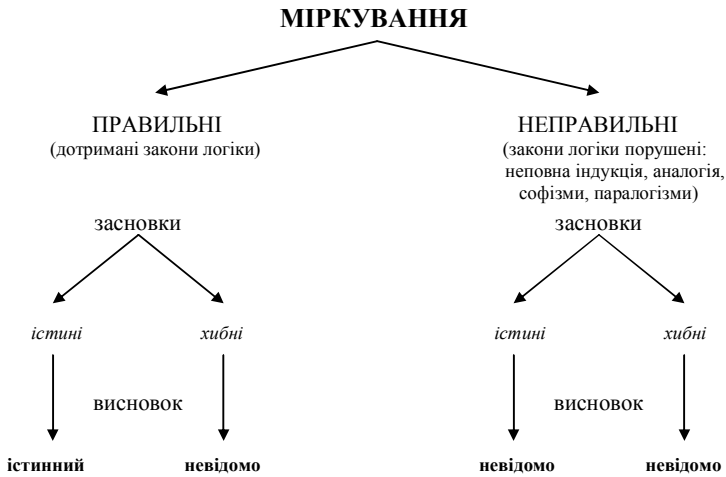 МІРКУВАННЯ
ПРАВИЛЬНІ
(дотримані закони логіки)
НЕПРАВИЛЬНІ
(закони логіки порушені:
неповна індукція, аналогія,
софізми, паралогізми)
засновки
засновки
істині
хибні
істині
хибні
висновок
висновок
істинний
невідомо
невідомо
невідомо